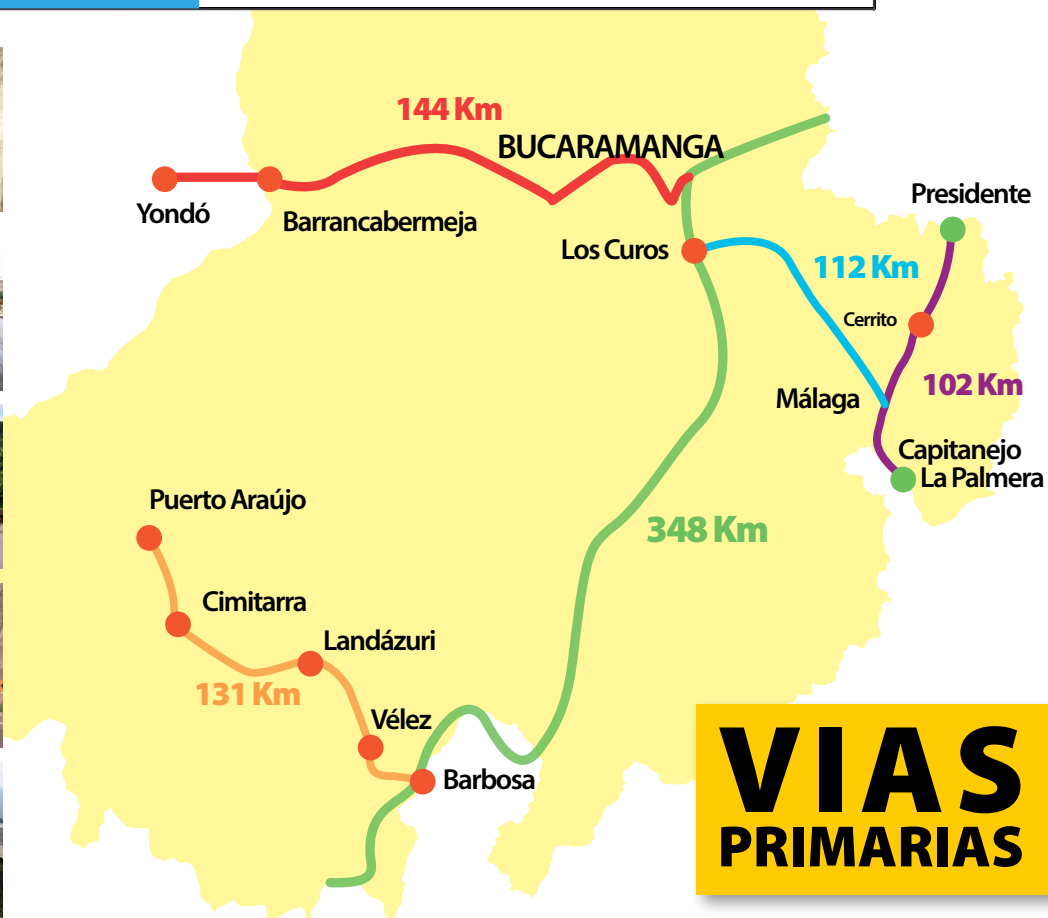 144 Km
BUCARAMANGA
Presidente
Yondó
Barrancabermeja
Los Curos
112 Km
Cerrito
102 Km
Málaga
Capitanejo
La Palmera
Puerto Araújo
348 Km
Cimitarra
Landázuri
131 Km
Vélez
Barbosa
VIAS
PRIMARIAS